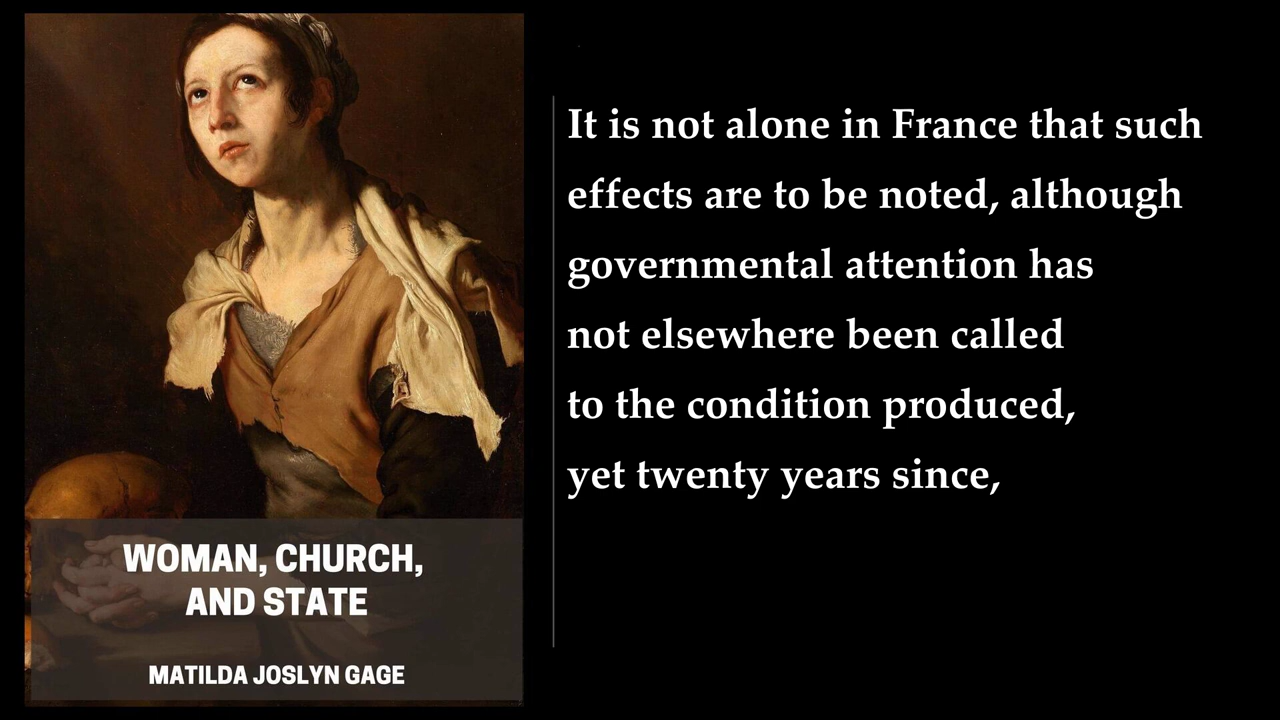 WOMAN, CHURCH,
AND STATE
MATILDA JOSLYN GAGE
It is not alone in France that such
effects are to be noted, although
governmental attention has
not elsewhere been called
to the condition produced,
yet twenty years since,